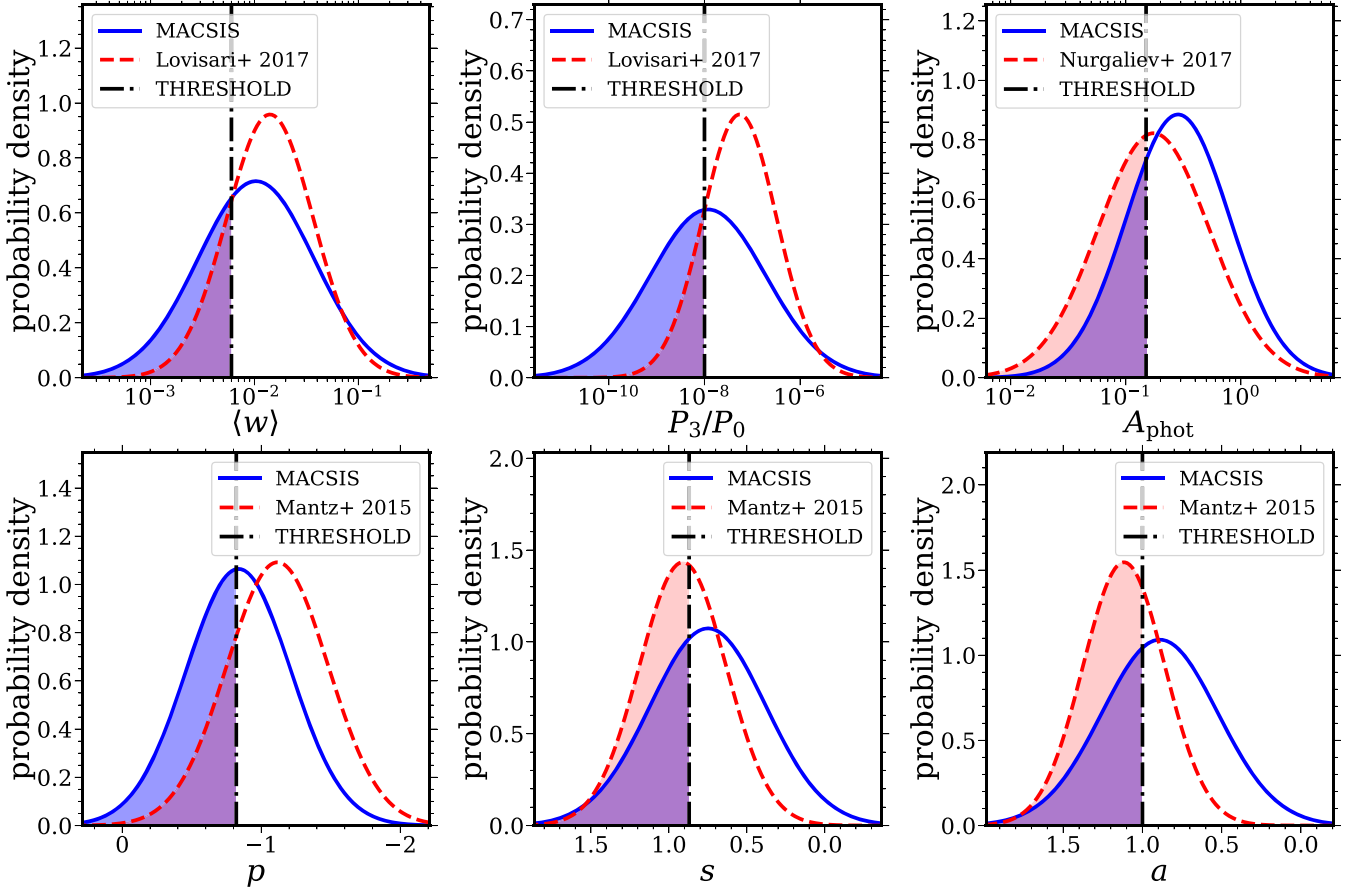 probability density
1.2
1.0
0.8
0.6
0.4
0.2
0.0
MACSIS
Lovisari+ 2017
THRESHOLD
10⁻³
10⁻²
10⁻¹
⟨w⟩
probability density
0.7
0.6
0.5
0.4
0.3
0.2
0.1
0.0
MACSIS
Lovisari+ 2017
THRESHOLD
10⁻¹⁰
10⁻⁸
10⁻⁶
P₃/P₀
probability density
1.2
1.0
0.8
0.6
0.4
0.2
0.0
MACSIS
Nurgaliev+ 2017
THRESHOLD
10⁻²
10⁻¹
10⁰
A_phot
probability density
1.4
1.2
1.0
0.8
0.6
0.4
0.2
0.0
MACSIS
Mantz+ 2015
THRESHOLD
0
-1
-2
p
probability density
2.0
1.5
1.0
0.5
0.0
MACSIS
Mantz+ 2015
THRESHOLD
1.5
1.0
0.5
0.0
s
probability density
2.0
1.5
1.0
0.5
0.0
MACSIS
Mantz+ 2015
THRESHOLD
1.5
1.0
0.5
0.0
a